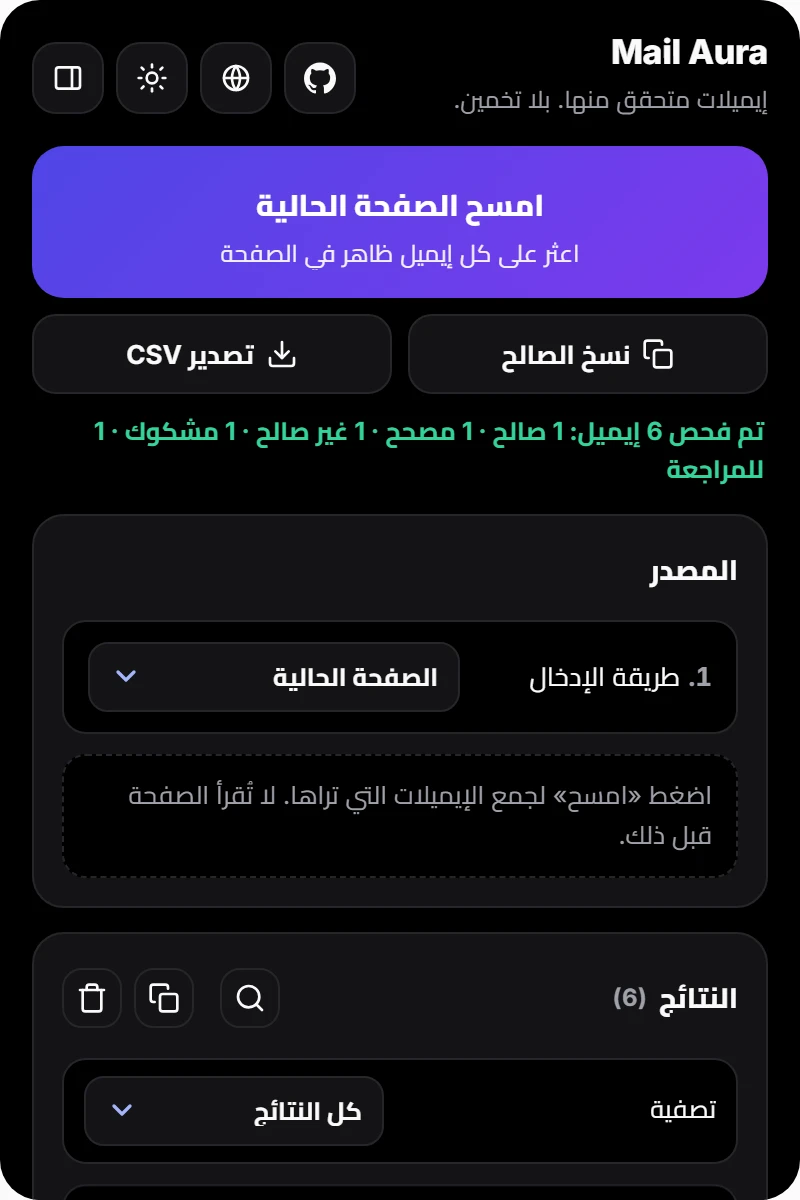 Mail Aura
إيميلات متحقق منها. بلا تخمين.
امسح الصفحة الحالية
اعثر على كل إيميل ظاهر في الصفحة
نسخ الصالح
تصدير CSV
تم فحص 6 إيميل: 1 صالح · 1 مصحح · 1 غير صالح · 1 مشكوك · 1
للمراجعة
المصدر
1. طريقة الإدخال
الصفحة الحالية
اضغط «امسح» لجمع الإيميلات التي تراها. لا تُقرأ الصفحة
قبل ذلك.
النتائج (6)
تصفية
كل النتائج